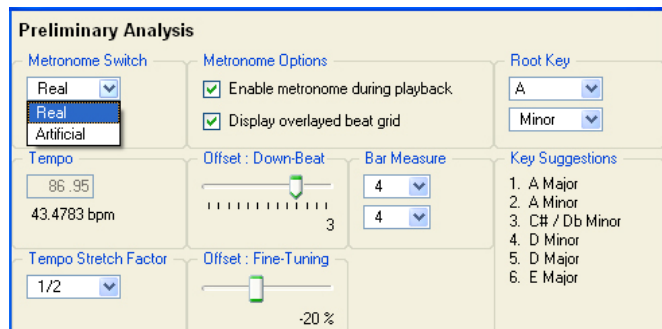 Preliminary Analysis
Metronome Switch
Real
Real
Artificial
Metronome Options
Enable metronome during playback
Display overlayed beat grid
Root Key
A
Minor
Tempo
86.95
43.4783 bpm
Offset : Down-Beat
3
Bar Measure
4
4
Key Suggestions
1. A Major
2. A Minor
3. C# / Db Minor
4. D Minor
5. D Major
6. E Major
Tempo Stretch Factor
1/2
Offset : Fine-Tuning
-20 %